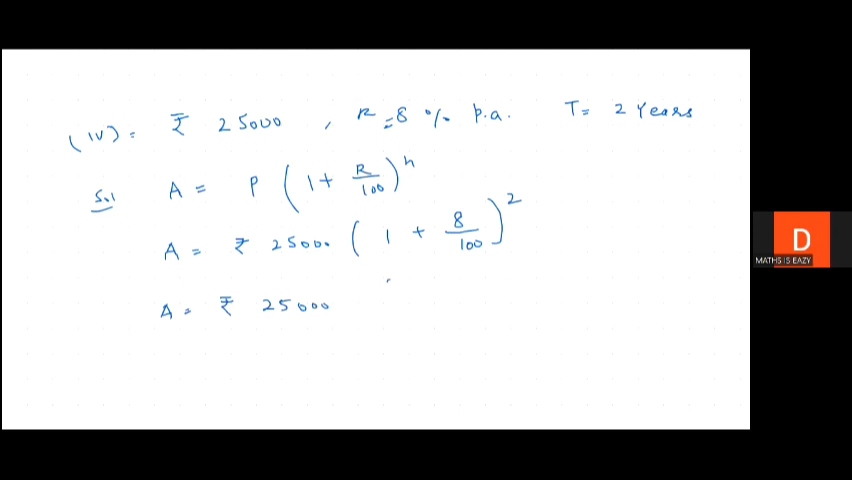 (IV) = ₹ 25000 , R = 8 % p.a. T = 2 Years
Sol A = P ( 1 + R/100 )^n
A = ₹ 25000 ( 1 + 8/100 )^2
A = ₹ 25000
D
MATHS IS EAZY